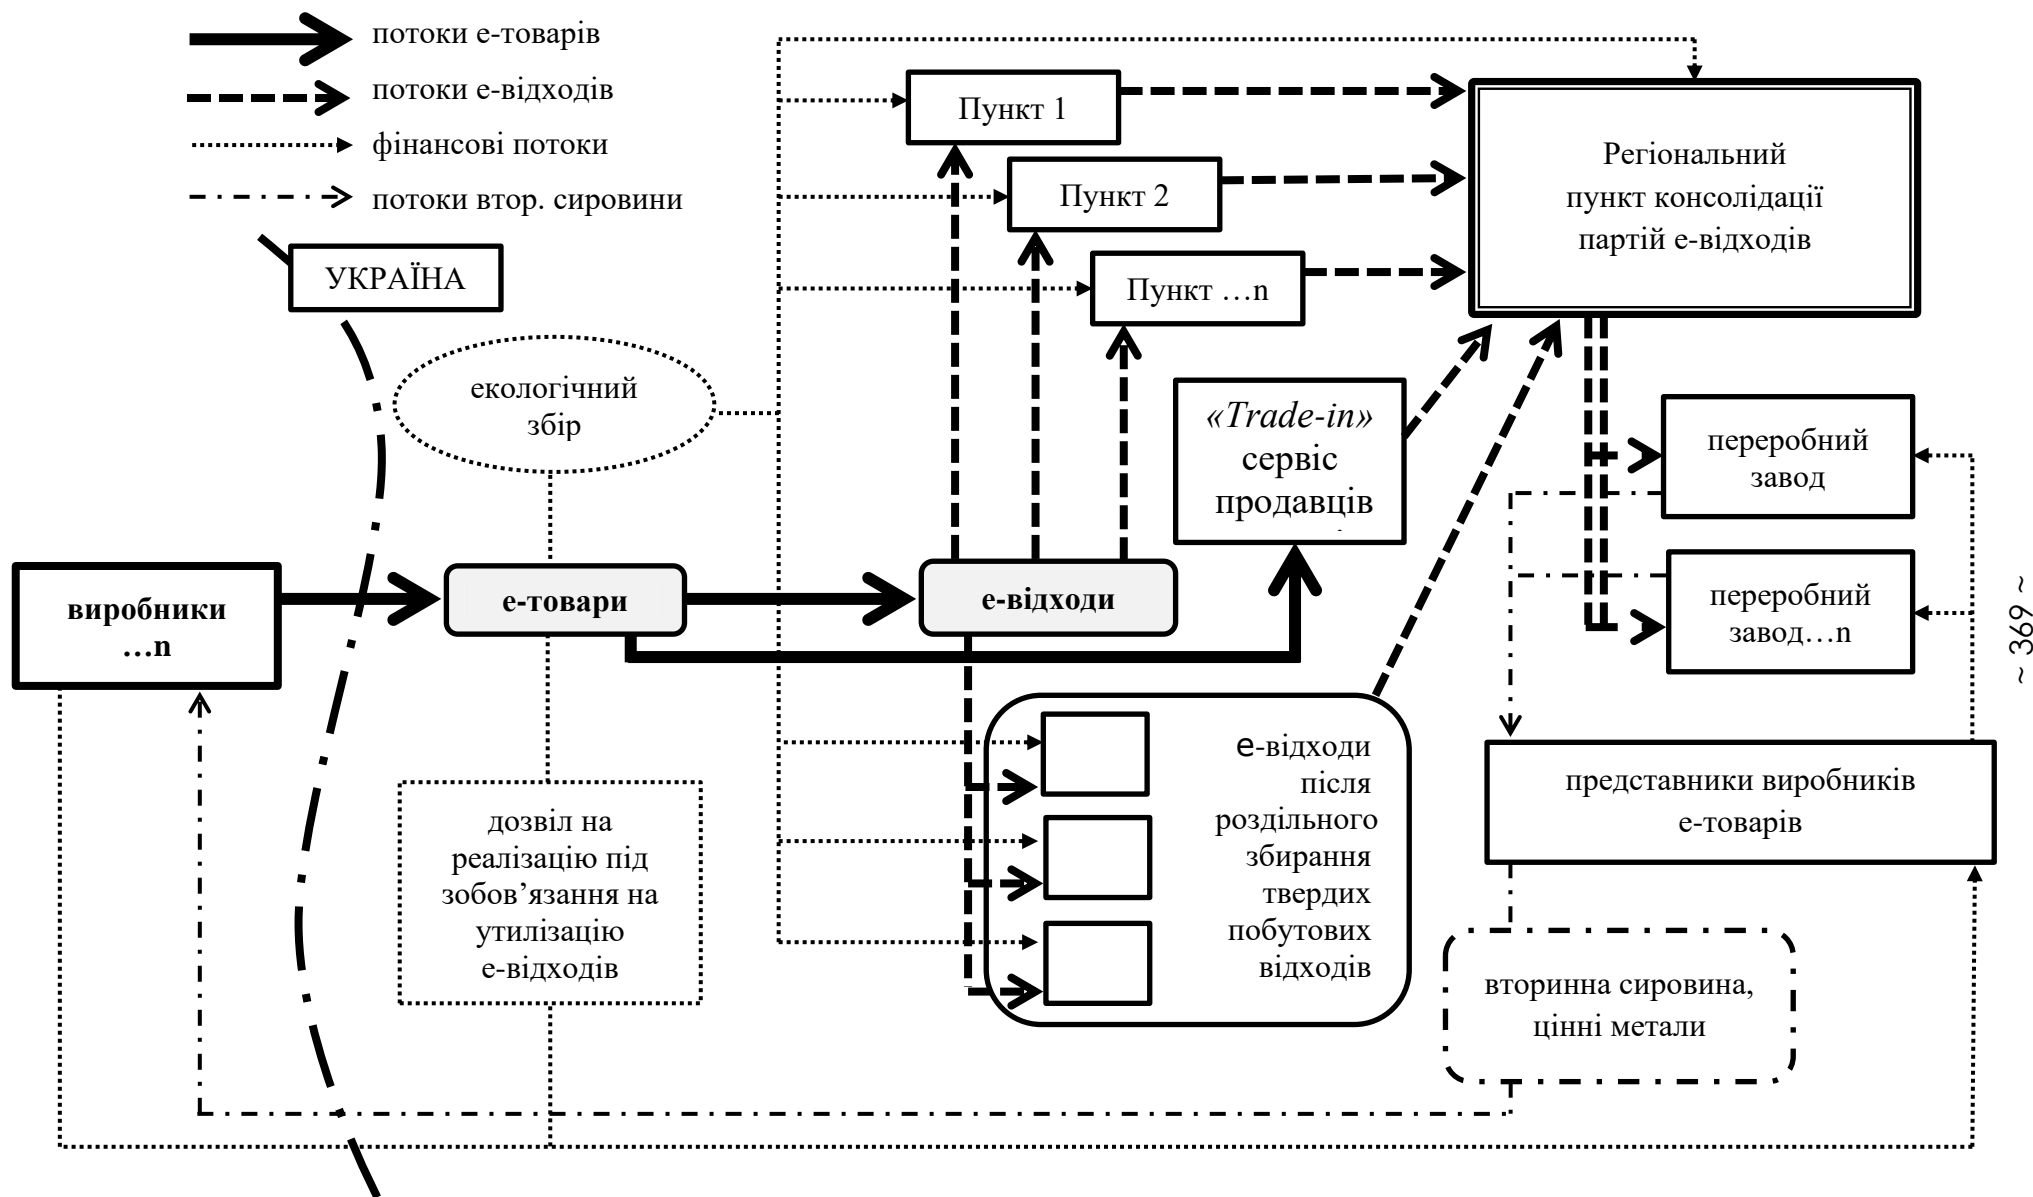 потоки е-товарів
потоки е-відходів
фінансові потоки
потоки втор. сировини
УКРАЇНА
Пункт 1
Пункт 2
Пункт …n
Регіональний
пункт консолідації
партій е-відходів
екологічний
збір
«Trade-in»
сервіс
продавців
переробний
завод
переробний
завод…n
виробники
…n
е-товари
е-відходи
дозвіл на
реалізацію під
зобов’язання на
утилізацію
е-відходів
е-відходи
після
роздільного
збирання
твердих
побутових
відходів
представники виробників
е-товарів
вторинна сировина,
цінні метали
~ 369 ~